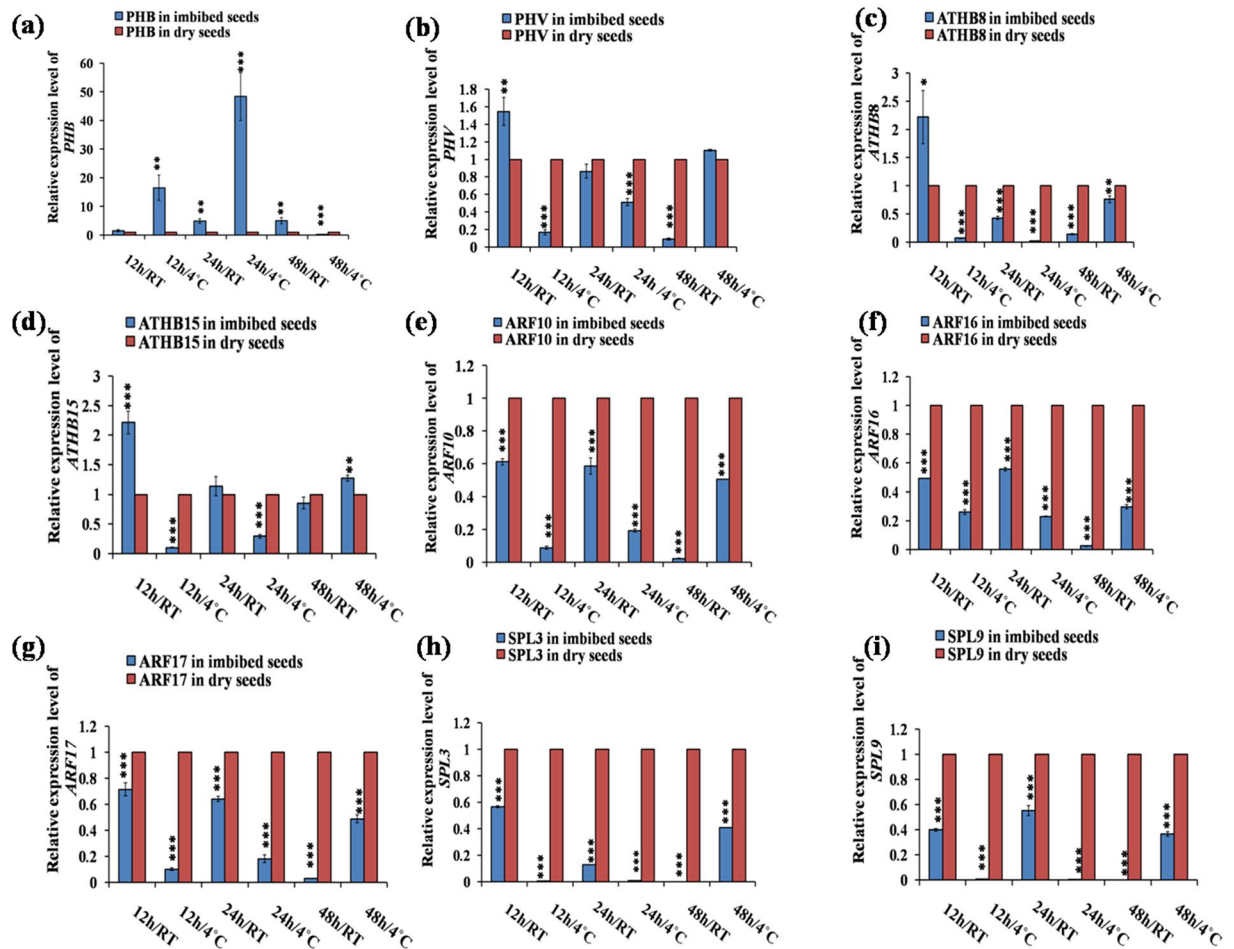 (a)
PHB in imbibed seeds
PHB in dry seeds
Relative expression level of
PHB
60
50
40
30
20
10
0
** ** *** ** ***
12h/RT 12h/4°C 24h/RT 24h/4°C 48h/RT 48h/4°C
(b)
PHV in imbibed seeds
PHV in dry seeds
Relative expression level of
PHV
1.8
1.6
1.4
1.2
1
0.8
0.6
0.4
0.2
0
** *** *** ***
12h/RT 12h/4°C 24h/RT 24h /4°C 48h/RT 48h/4°C
(c)
ATHB8 in imbibed seeds
ATHB8 in dry seeds
Relative expression level of
ATHB8
3
2.5
2
1.5
1
0.5
0
* *** *** *** *** **
12h/RT 12h/4°C 24h/RT 24h/4°C 48h/RT 48h/4°C
(d)
ATHB15 in imbibed seeds
ATHB15 in dry seeds
Relative expression level of
ATHB15
3
2.5
2
1.5
1
0.5
0
*** *** *** **
12h/RT 12h/4°C 24h/RT 24h/4°C 48h/RT 48h/4°C
(e)
ARF10 in imbibed seeds
ARF10 in dry seeds
Relative expression level of
ARF10
1.2
1
0.8
0.6
0.4
0.2
0
*** *** *** *** *** ***
12h/RT 12h/4°C 24h/RT 24h/4°C 48h/RT 48h/4°C
(f)
ARF16 in imbibed seeds
ARF16 in dry seeds
Relative expression level of
ARF16
1.2
1
0.8
0.6
0.4
0.2
0
*** *** *** *** *** ***
12h/RT 12h/4°C 24h/RT 24h/4°C 48h/RT 48h/4°C
(g)
ARF17 in imbibed seeds
ARF17 in dry seeds
Relative expression level of
ARF17
1.2
1
0.8
0.6
0.4
0.2
0
*** *** *** *** *** ***
12h/RT 12h/4°C 24h/RT 24h/4°C 48h/RT 48h/4°C
(h)
SPL3 in imbibed seeds
SPL3 in dry seeds
Relative expression level of
SPL3
1.2
1
0.8
0.6
0.4
0.2
0
*** *** *** *** *** ***
12h/RT 12h/4°C 24h/RT 24h/4°C 48h/RT 48h/4°C
(i)
SPL9 in imbibed seeds
SPL9 in dry seeds
Relative expression level of
SPL9
1.2
1
0.8
0.6
0.4
0.2
0
*** *** *** *** *** ***
12h/RT 12h/4°C 24h/RT 24h/4°C 48h/RT 48h/4°C